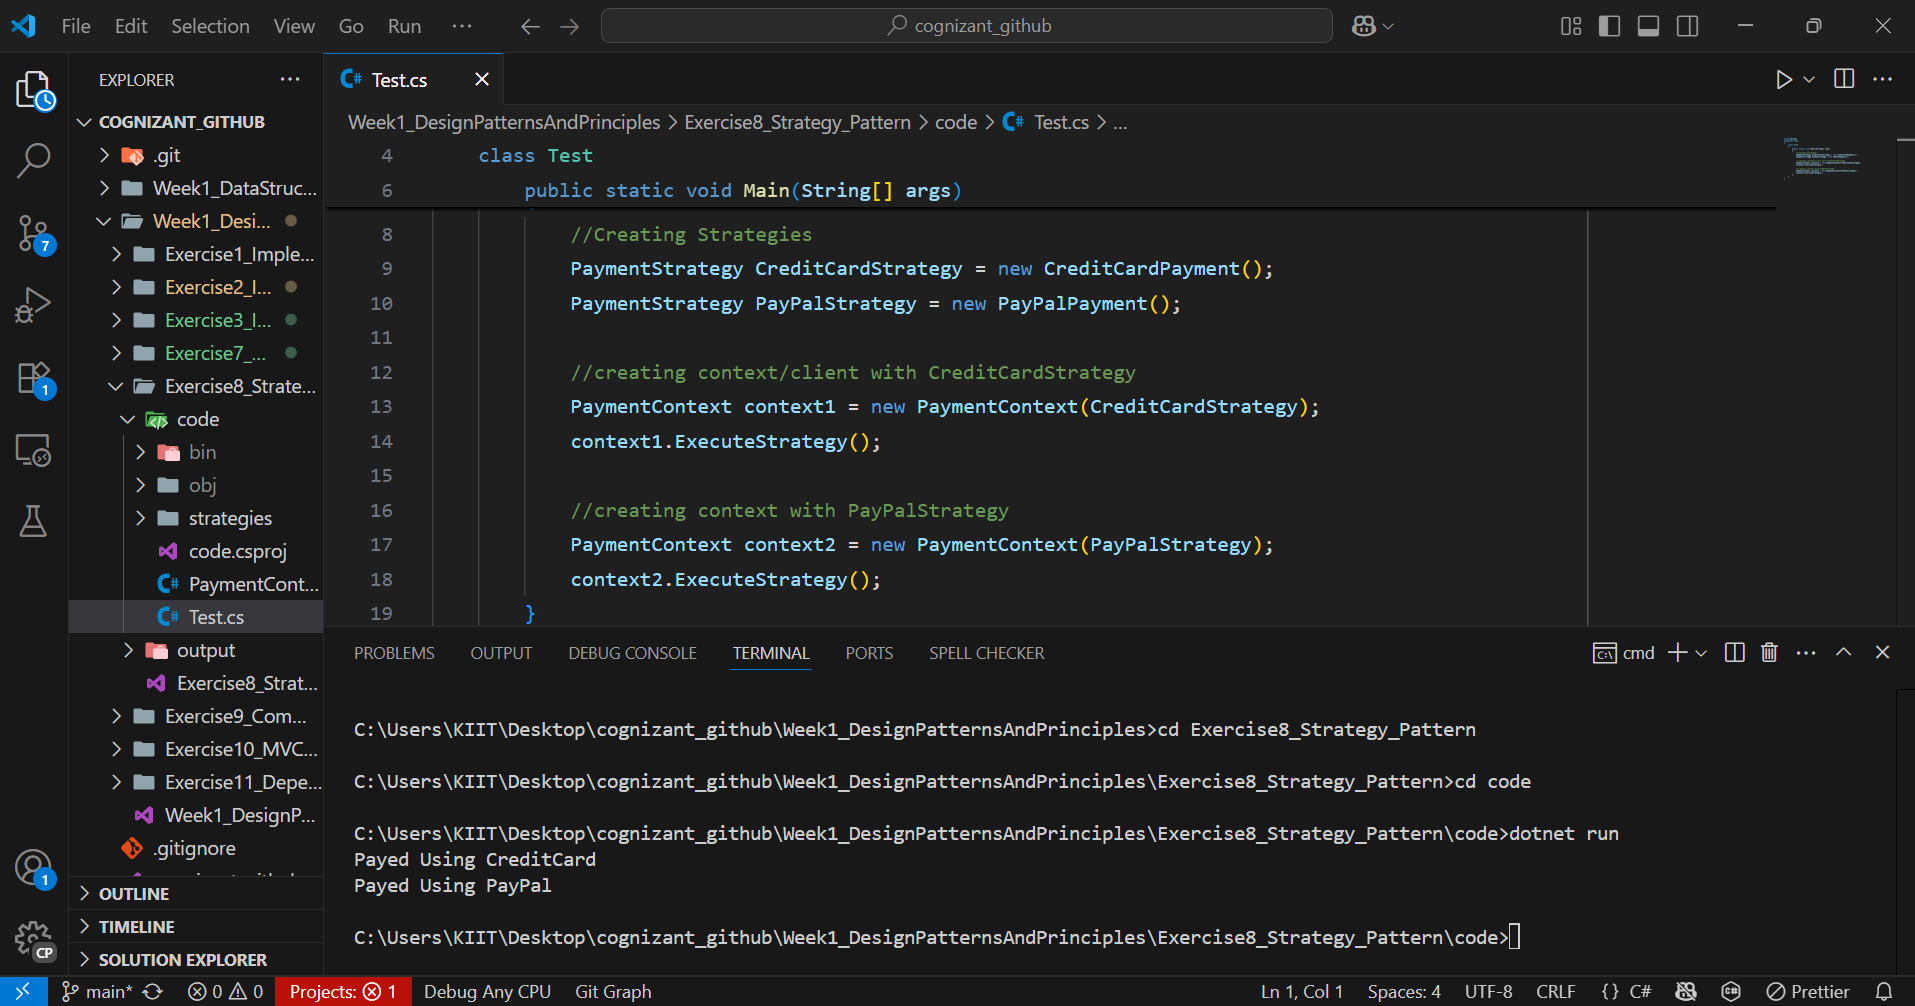 File Edit Selection View Go Run ··· cognizant_github
EXPLORER ···
COGNIZANT_GITHUB
.git
Week1_DataStruc...
Week1_Desi...
Exercise1_Imple...
Exercise2_I...
Exercise3_I...
Exercise7_...
Exercise8_Strate...
code
bin
obj
strategies
code.csproj
PaymentCont...
Test.cs
output
Exercise8_Strat...
Exercise9_Com...
Exercise10_MVC...
Exercise11_Depe...
Week1_DesignP...
.gitignore
OUTLINE
TIMELINE
SOLUTION EXPLORER
7
1
1
CP
C# Test.cs
Week1_DesignPatternsAndPrinciples > Exercise8_Strategy_Pattern > code > C# Test.cs > ...
4 class Test
6 public static void Main(String[] args)
8 //Creating Strategies
9 PaymentStrategy CreditCardStrategy = new CreditCardPayment();
10 PaymentStrategy PayPalStrategy = new PayPalPayment();
11
12 //creating context/client with CreditCardStrategy
13 PaymentContext context1 = new PaymentContext(CreditCardStrategy);
14 context1.ExecuteStrategy();
15
16 //creating context with PayPalStrategy
17 PaymentContext context2 = new PaymentContext(PayPalStrategy);
18 context2.ExecuteStrategy();
19 }
PROBLEMS OUTPUT DEBUG CONSOLE TERMINAL PORTS SPELL CHECKER cmd
C:\Users\KIIT\Desktop\cognizant_github\Week1_DesignPatternsAndPrinciples>cd Exercise8_Strategy_Pattern
C:\Users\KIIT\Desktop\cognizant_github\Week1_DesignPatternsAndPrinciples\Exercise8_Strategy_Pattern>cd code
C:\Users\KIIT\Desktop\cognizant_github\Week1_DesignPatternsAndPrinciples\Exercise8_Strategy_Pattern\code>dotnet run
Payed Using CreditCard
Payed Using PayPal
C:\Users\KIIT\Desktop\cognizant_github\Week1_DesignPatternsAndPrinciples\Exercise8_Strategy_Pattern\code>
main* 0 0 Projects: 1 Debug Any CPU Git Graph Ln 1, Col 1 Spaces: 4 UTF-8 CRLF {} C# Prettier